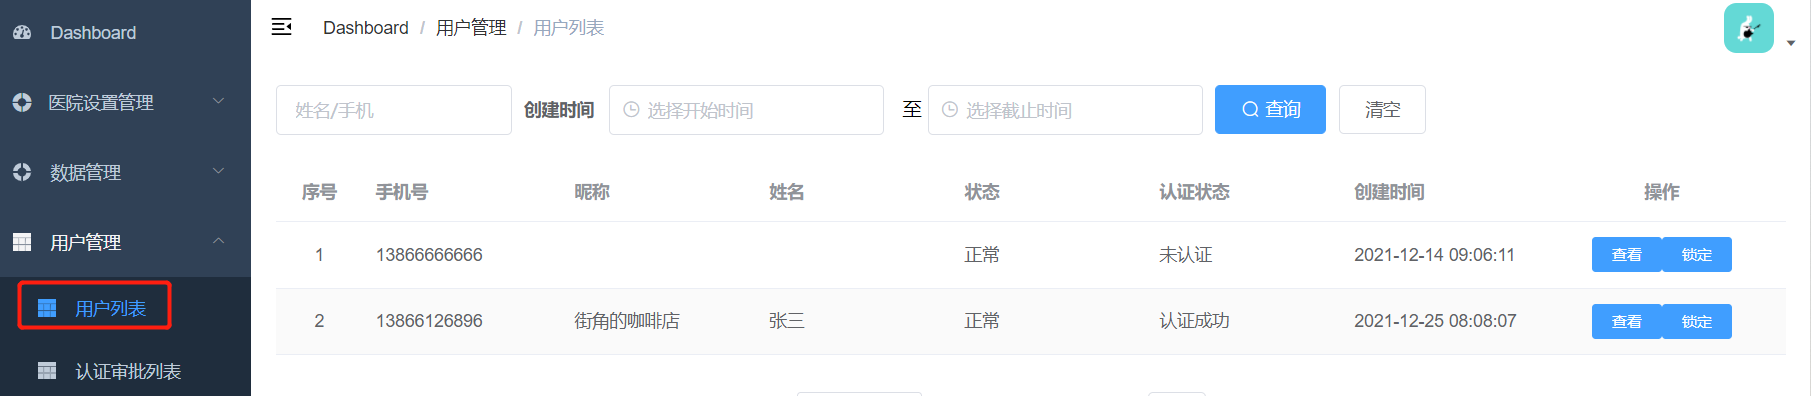 Dashboard
医院设置管理
数据管理
用户管理
用户列表
认证审批列表
Dashboard / 用户管理 / 用户列表
姓名/手机 创建时间 选择开始时间 至 选择截止时间 查询 清空
序号 手机号 昵称 姓名 状态 认证状态 创建时间 操作
1 13866666666 正常 未认证 2021-12-14 09:06:11 查看 锁定
2 13866126896 街角的咖啡店 张三 正常 认证成功 2021-12-25 08:08:07 查看 锁定